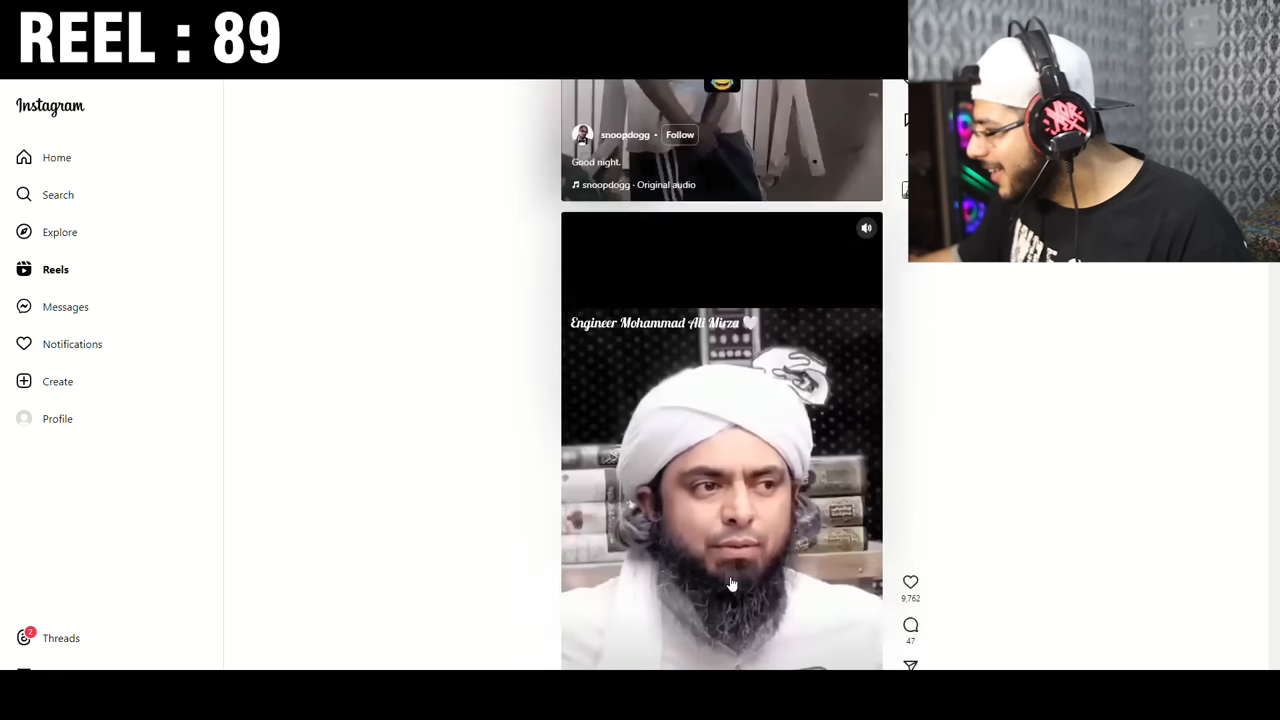 REEL : 89
Instagram
Home
Search
Explore
Reels
Messages
Notifications
Create
Profile
2
Threads
snoopdogg • Follow
Good night.
snoopdogg · Original audio
Engineer Mohammad Ali Mirza
9,762
47